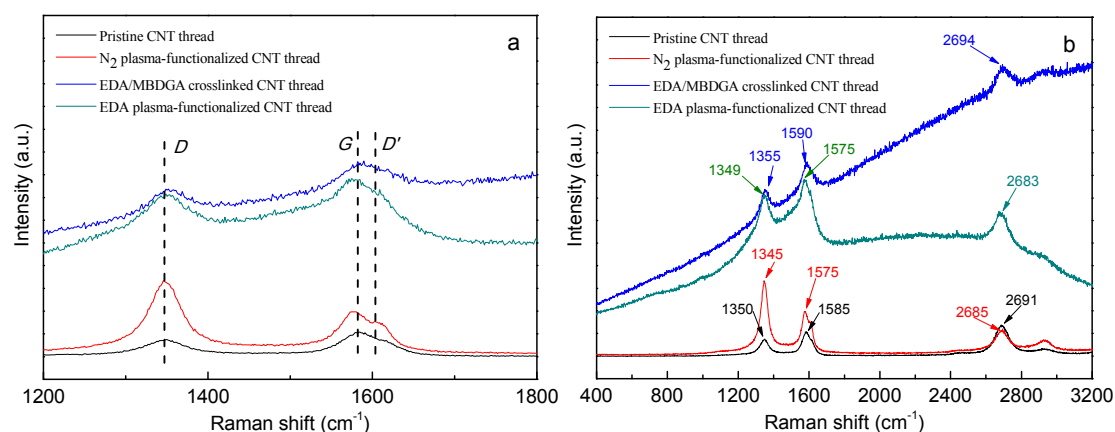 Pristine CNT thread
N2 plasma-functionalized CNT thread
EDA/MBDGA crosslinked CNT thread
EDA plasma-functionalized CNT thread
a
D
G
D'
Intensity (a.u.)
1200
1400
1600
1800
Raman shift (cm-1)
Pristine CNT thread
N2 plasma-functionalized CNT thread
EDA/MBDGA crosslinked CNT thread
EDA plasma-functionalized CNT thread
b
2694
1590
1355
1575
1349
2683
1345
1575
1350
1585
2685
2691
Intensity (a.u.)
400
800
1200
1600
2000
2400
2800
3200
Raman shift (cm-1)